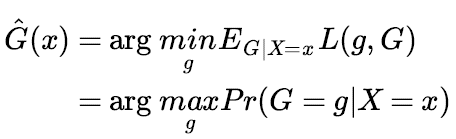 Ĝ(x) = arg min_g E_{G|X=x} L(g, G)
= arg max_g Pr(G = g|X = x)